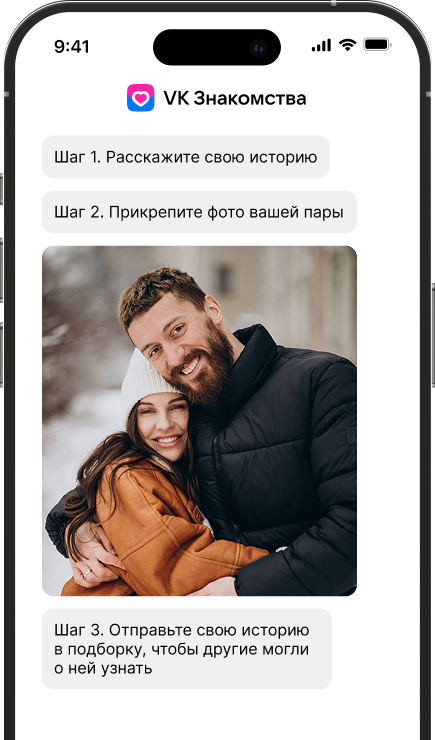 9:41
VK Знакомства
Шаг 1. Расскажите свою историю
Шаг 2. Прикрепите фото вашей пары
Шаг 3. Отправьте свою историю
в подборку, чтобы другие могли
о ней узнать